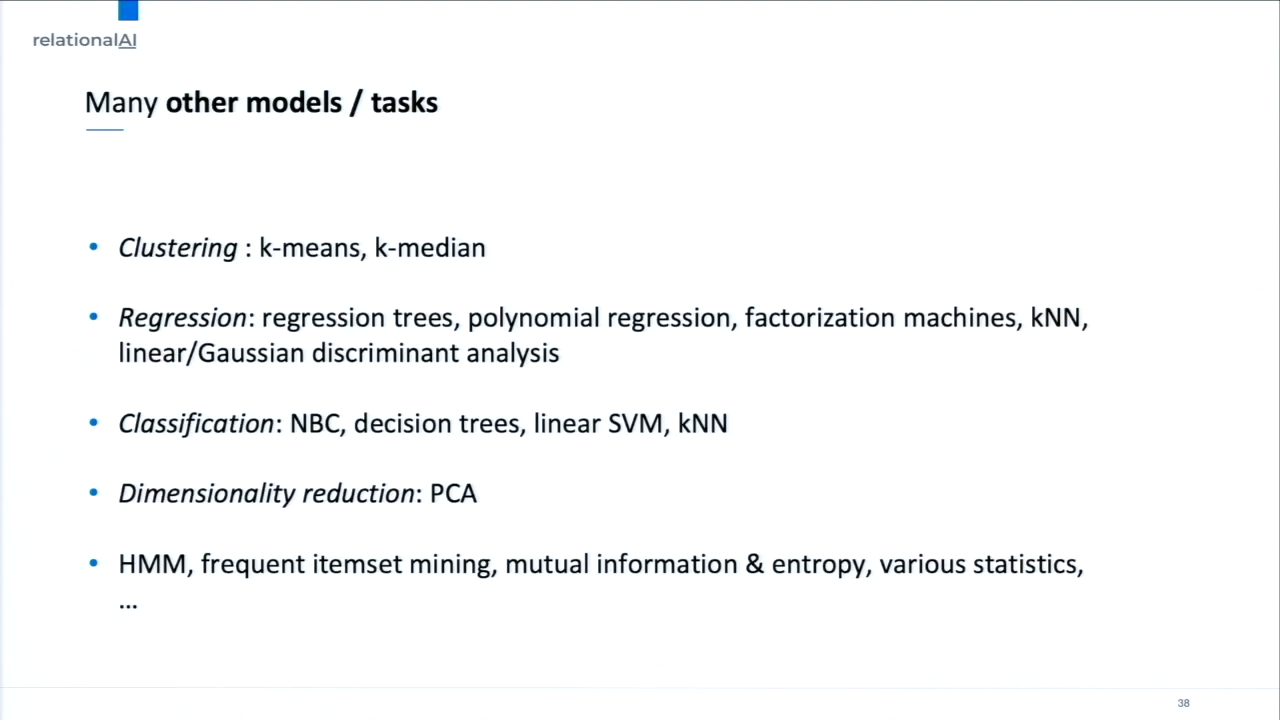 relationalAI
Many other models / tasks
• Clustering : k-means, k-median
• Regression: regression trees, polynomial regression, factorization machines, kNN,
linear/Gaussian discriminant analysis
• Classification: NBC, decision trees, linear SVM, kNN
• Dimensionality reduction: PCA
• HMM, frequent itemset mining, mutual information & entropy, various statistics,
...
38